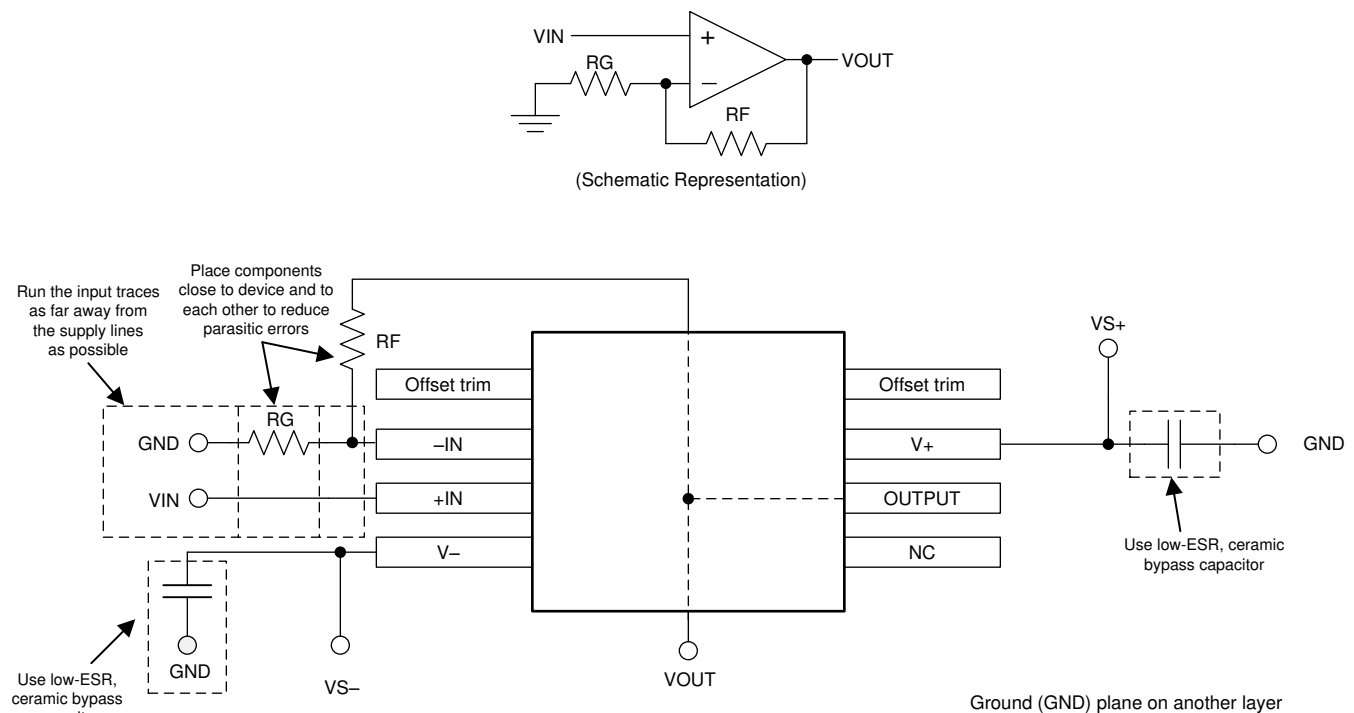 VIN
+
RG
−
VOUT
RF
(Schematic Representation)
Run the input traces
as far away from
the supply lines
as possible
Place components
close to device and to
each other to reduce
parasitic errors
RF
VS+
Offset trim
Offset trim
RG
GND
−IN
V+
GND
VIN
+IN
OUTPUT
V−
NC
Use low-ESR, ceramic
bypass capacitor
GND
VS−
VOUT
Use low-ESR,
ceramic bypass
Ground (GND) plane on another layer